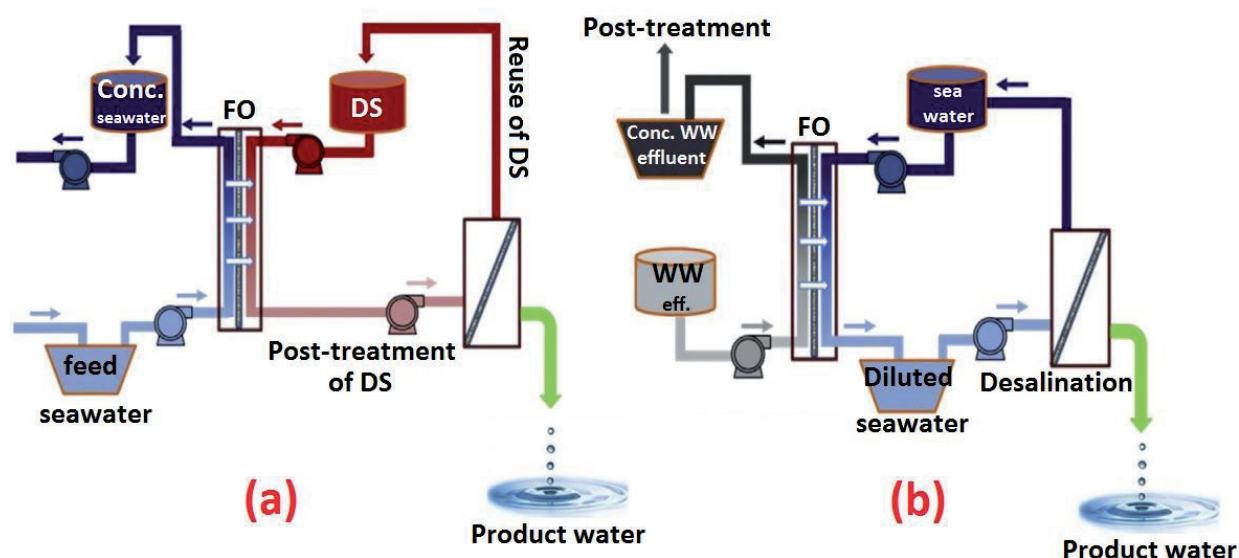 Conc.
seawater
FO
DS
Reuse of DS
feed
seawater
Post-treatment
of DS
Product water
(a)
Post-treatment
Conc. WW
effluent
FO
sea
water
WW
eff.
Diluted
seawater
Desalination
Product water
(b)